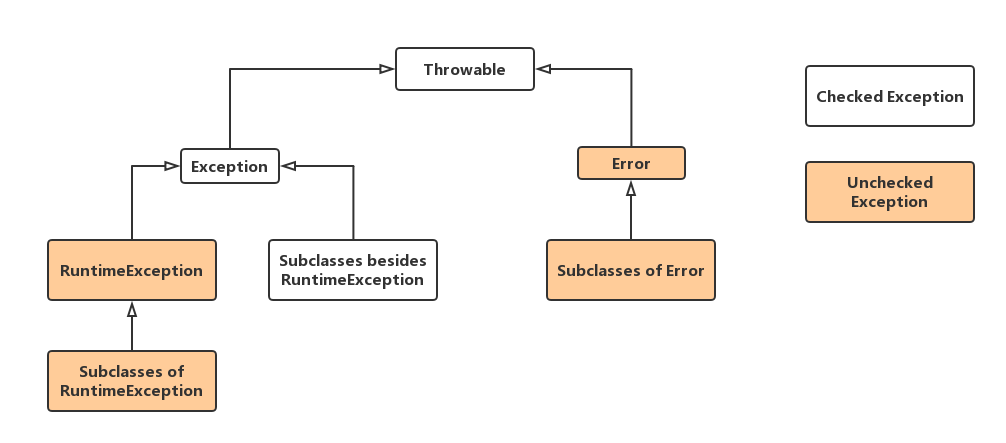 Throwable
Checked Exception
Exception
Error
Unchecked
Exception
RuntimeException
Subclasses besides
RuntimeException
Subclasses of Error
Subclasses of
RuntimeException